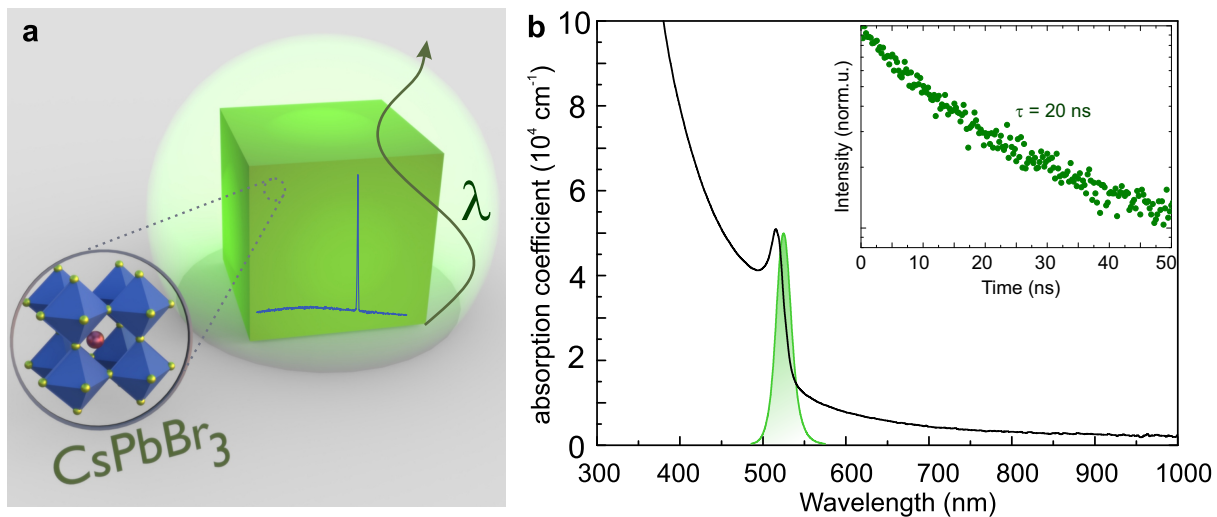 a
λ
CsPbBr3
b
absorption coefficient (10⁴ cm⁻¹)
10
8
6
4
2
0
300 400 500 600 700 800 900 1000
Wavelength (nm)
Intensity (norm.u.)
τ = 20 ns
0 10 20 30 40 50
Time (ns)